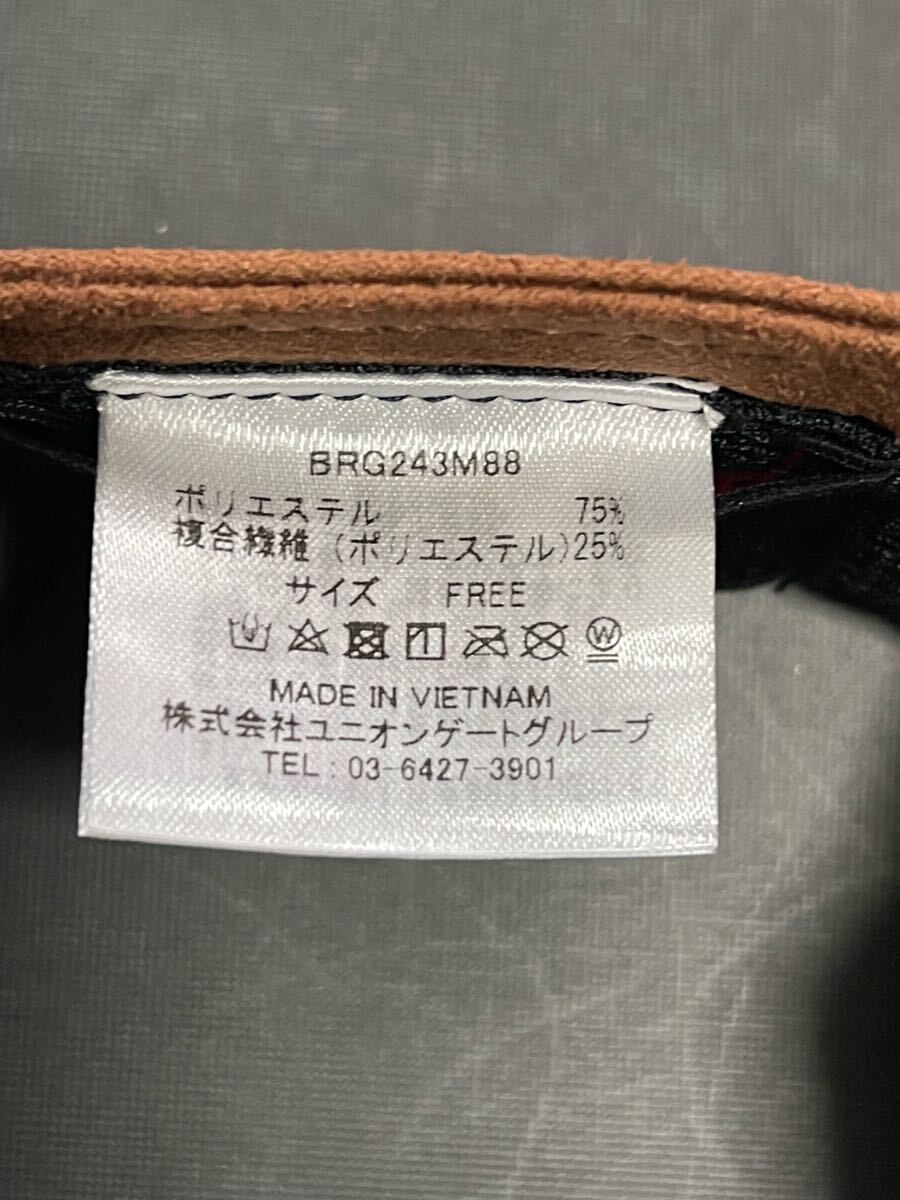 BRG243M88
ポリエステル 75%
複合繊維 (ポリエステル)25%
サイズ FREE
W
MADE IN VIETNAM
株式会社ユニオンゲートグループ
TEL : 03-6427-3901